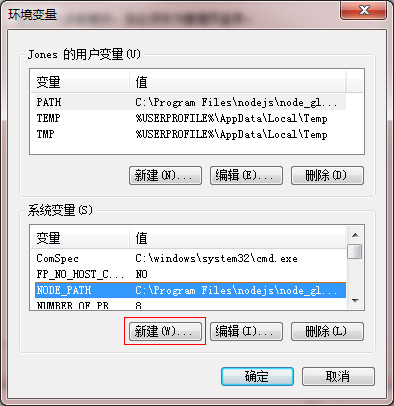 环境变量
Jones 的用户变量(U)
变量 值
PATH C:\Program Files\nodejs\node_gl...
TEMP %USERPROFILE%\AppData\Local\Temp
TMP %USERPROFILE%\AppData\Local\Temp
新建(N)... 编辑(E)... 删除(D)
系统变量(S)
变量 值
ComSpec C:\windows\system32\cmd.exe
FP_NO_HOST_C... NO
NODE_PATH C:\Program Files\nodejs\node_gl...
NUMBER_OF_PR... 8
新建(W)... 编辑(I)... 删除(L)
确定 取消